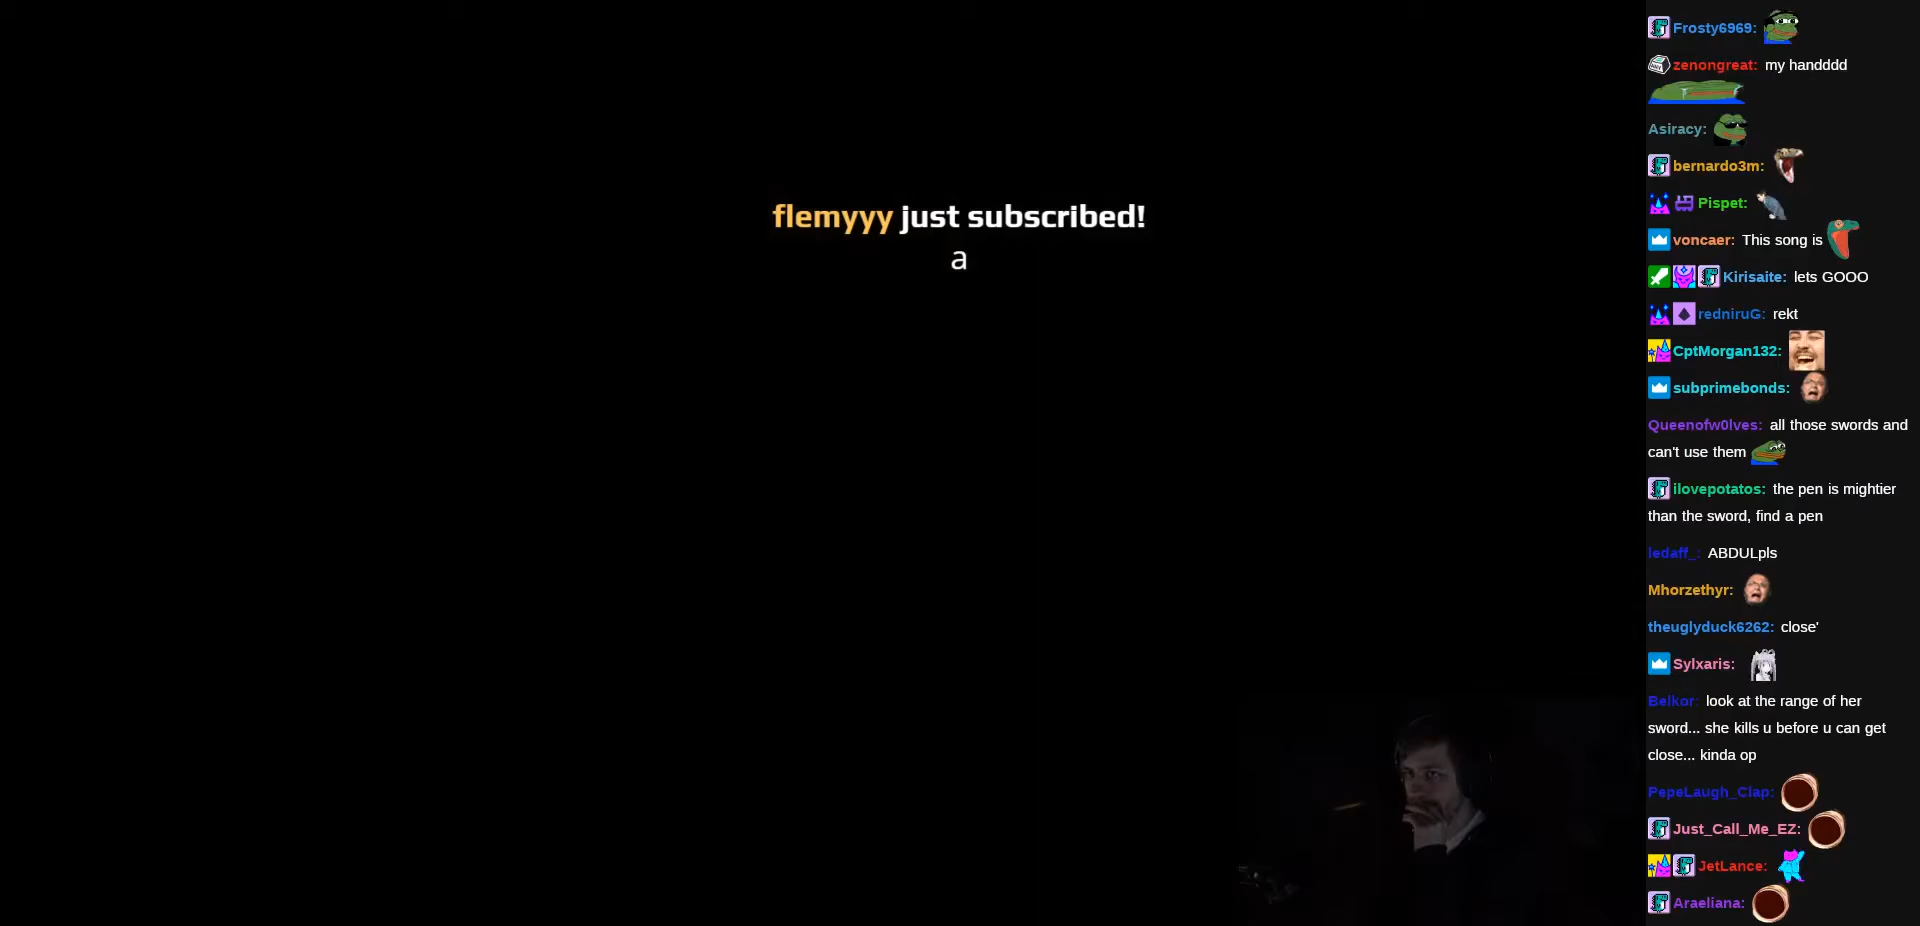 flemyyy just subscribed!
a
Frosty6969:
zenongreat: my handddd
Asiracy:
bernardo3m:
Pispet:
voncaer: This song is
Kirisaite: lets GOOO
redniruG: rekt
CptMorgan132:
subprimebonds:
Queenofw0lves: all those swords and
can't use them
ilovepotatos: the pen is mightier
than the sword, find a pen
ledaff_: ABDULpls
Mhorzethyr:
theuglyduck6262: close'
Sylxaris:
Belkor: look at the range of her
sword... she kills u before u can get
close... kinda op
PepeLaugh_Clap:
Just_Call_Me_EZ:
JetLance:
Araeliana: